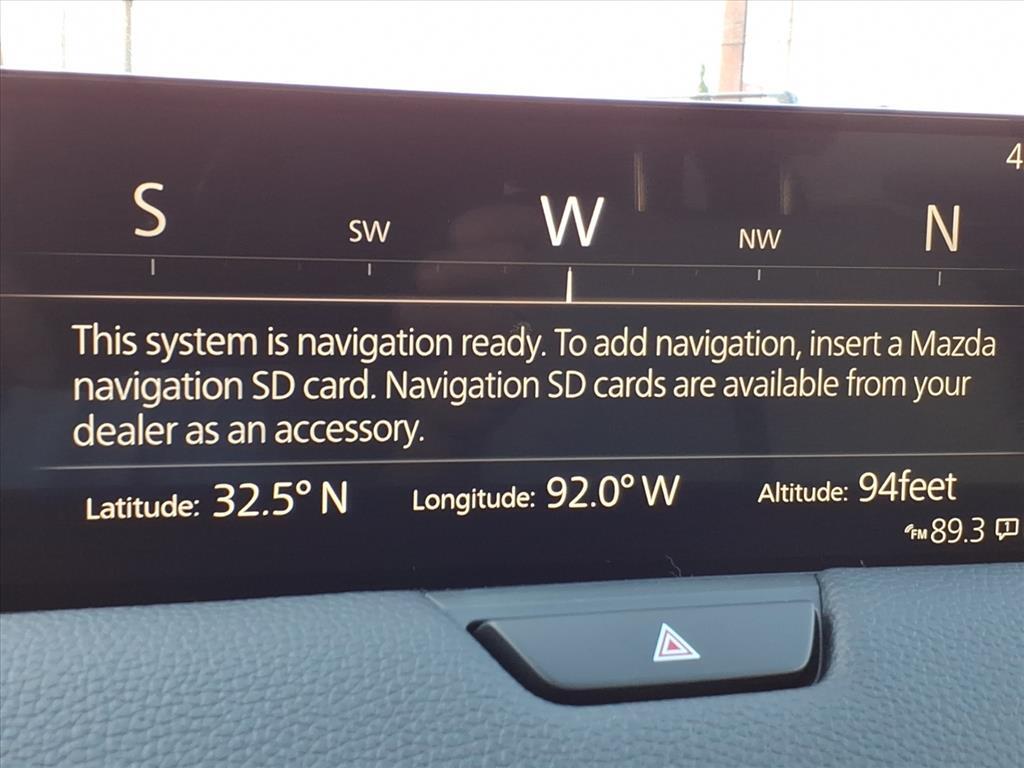 4
S SW W NW N
This system is navigation ready. To add navigation, insert a Mazda
navigation SD card. Navigation SD cards are available from your
dealer as an accessory.
Latitude: 32.5° N Longitude: 92.0° W Altitude: 94feet
FM 89.3 1